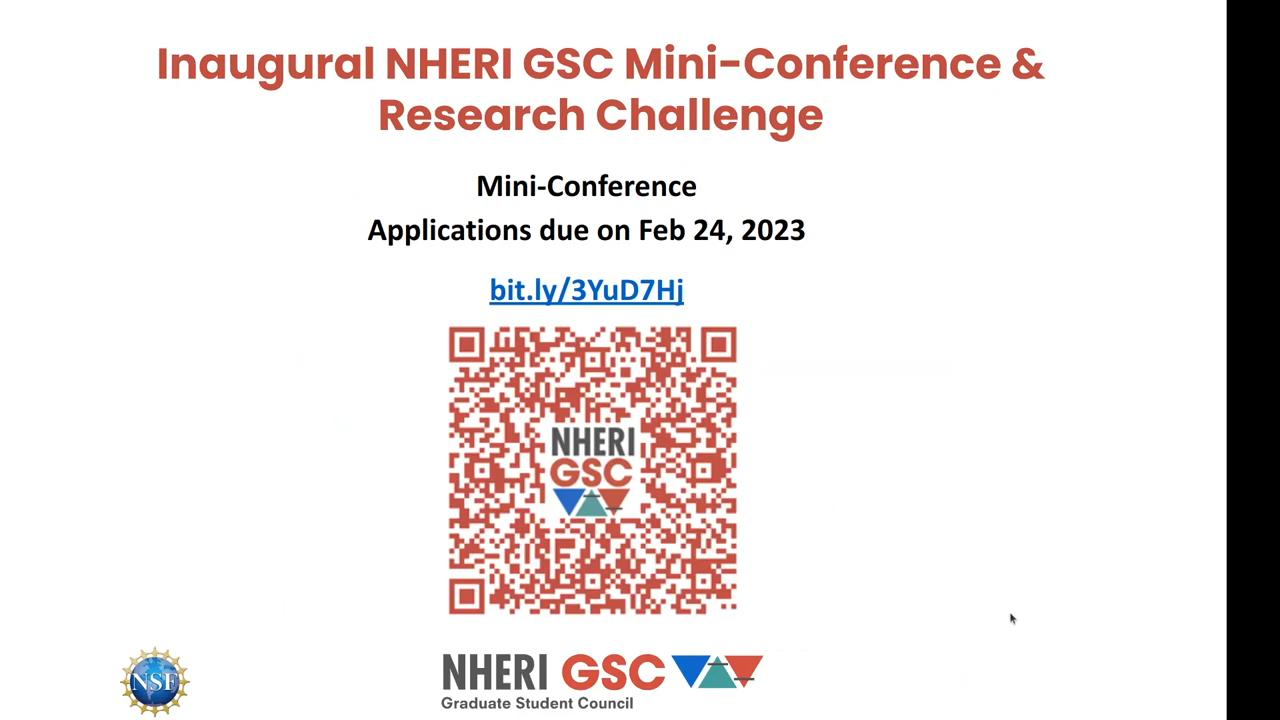 Inaugural NHERI GSC Mini-Conference &
Research Challenge
Mini-Conference
Applications due on Feb 24, 2023
bit.ly/3YuD7Hj
NHERI
GSC
NSF
NHERI GSC
Graduate Student Council